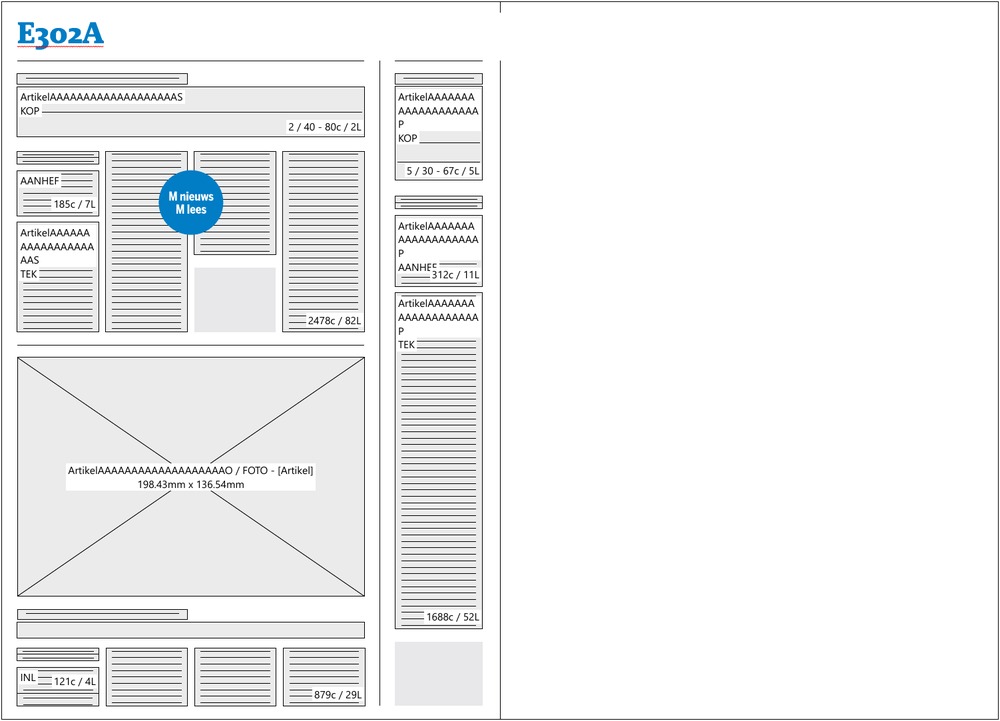 E302A
ArtikelAAAAAAAAAAAAAAAAAAAS
KOP
2 / 40 - 80c / 2L
AANHEF
185c / 7L
ArtikelAAAAAA
AAAAAAAAAAA
AAS
TEK
M nieuws
M lees
2478c / 82L
ArtikelAAAAAAAAAAAAAAAAAAAO / FOTO - [Artikel]
198.43mm x 136.54mm
INL
121c / 4L
879c / 29L
ArtikelAAAAAAA
AAAAAAAAAAAA
P
KOP
5 / 30 - 67c / 5L
ArtikelAAAAAAA
AAAAAAAAAAAA
P
AANHEF
312c / 11L
ArtikelAAAAAAA
AAAAAAAAAAAA
P
TEK
1688c / 52L